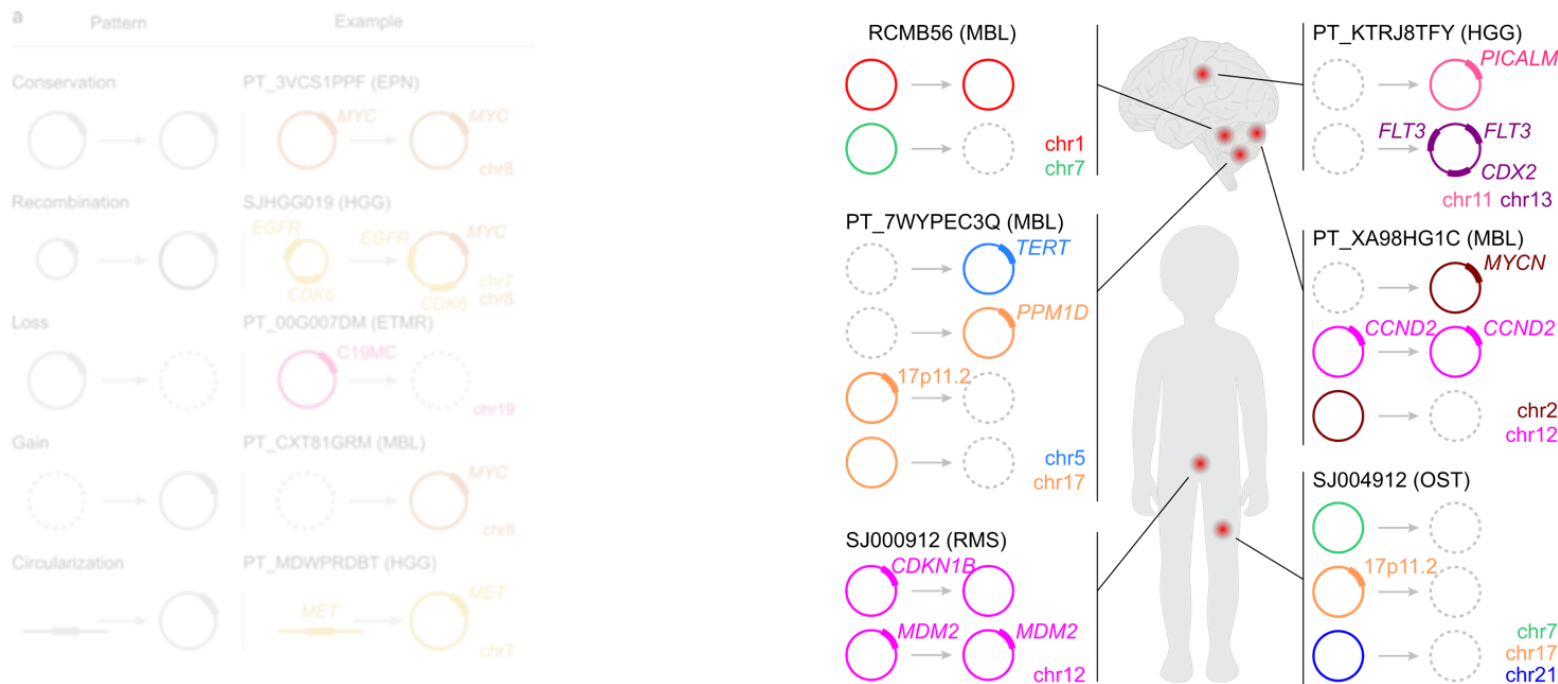 a
Pattern Example
Conservation PT_3VCS1PPF (EPN)
MYC MYC
chr8
Recombination SJHGG019 (HGG)
EGFR EGFR MYC
CDK6 CDK6 chr7
chr8
Loss PT_00G007DM (ETMR)
C19MC
chr19
Gain PT_CXT81GRM (MBL)
MYC
chr8
Circularization PT_MDWPRDBT (HGG)
MET MET
chr7
RCMB56 (MBL)
chr1
chr7
PT_7WYPEC3Q (MBL)
TERT
PPM1D
17p11.2
chr5
chr17
SJ000912 (RMS)
CDKN1B
MDM2 MDM2
chr12
PT_KTRJ8TFY (HGG)
PICALM
FLT3 FLT3
CDX2
chr11 chr13
PT_XA98HG1C (MBL)
MYCN
CCND2 CCND2
chr2
chr12
SJ004912 (OST)
17p11.2
chr7
chr17
chr21